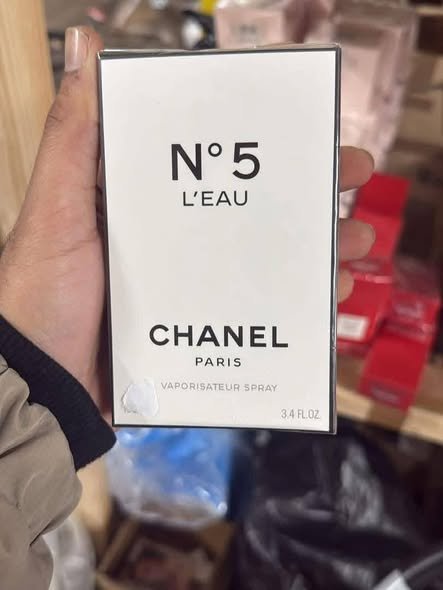 N° 5
L'EAU
CHANEL
PARIS
VAPORISATEUR SPRAY
3.4 FL.OZ.